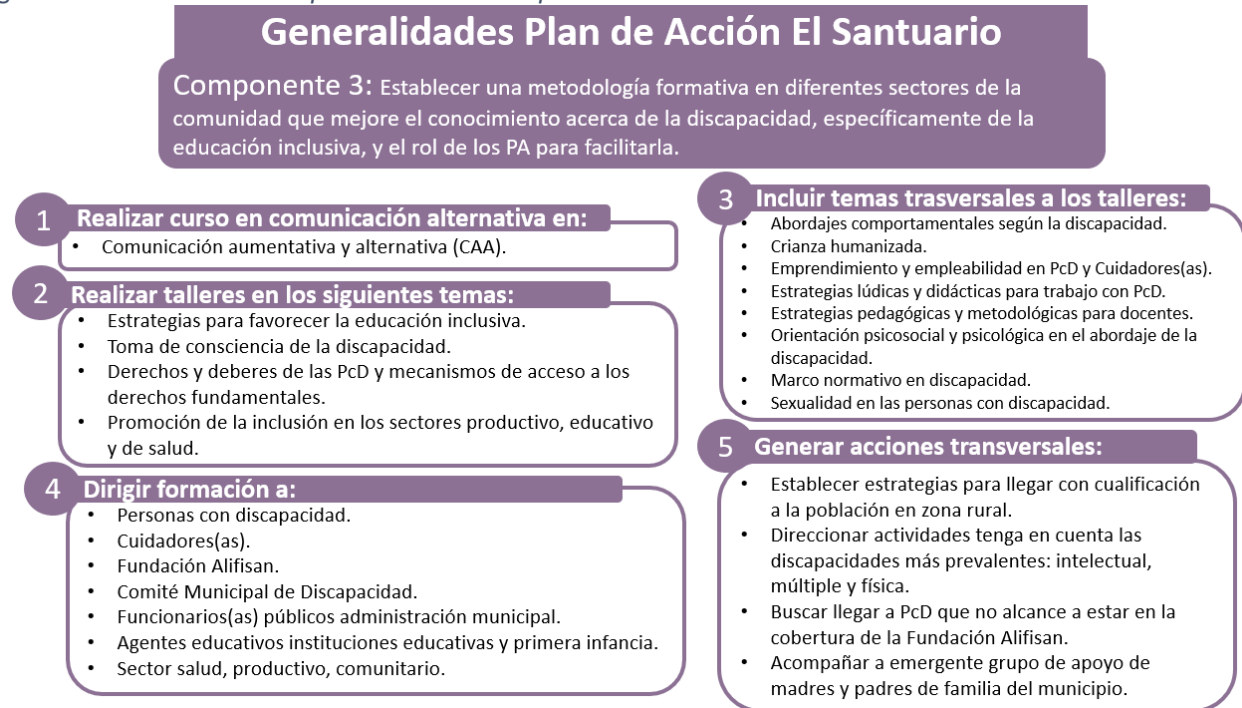 Generalidades Plan de Acción El Santuario
Componente 3: Establecer una metodología formativa en diferentes sectores de la
comunidad que mejore el conocimiento acerca de la discapacidad, específicamente de la
educación inclusiva, y el rol de los PA para facilitarla.
1 Realizar curso en comunicación alternativa en:
• Comunicación aumentativa y alternativa (CAA).
2 Realizar talleres en los siguientes temas:
• Estrategias para favorecer la educación inclusiva.
• Toma de consciencia de la discapacidad.
• Derechos y deberes de las PcD y mecanismos de acceso a los
derechos fundamentales.
• Promoción de la inclusión en los sectores productivo, educativo
y de salud.
3 Incluir temas trasversales a los talleres:
• Abordajes comportamentales según la discapacidad.
• Crianza humanizada.
• Emprendimiento y empleabilidad en PcD y Cuidadores(as).
• Estrategias lúdicas y didácticas para trabajo con PcD.
• Estrategias pedagógicas y metodológicas para docentes.
• Orientación psicosocial y psicológica en el abordaje de la
discapacidad.
• Marco normativo en discapacidad.
• Sexualidad en las personas con discapacidad.
4 Dirigir formación a:
• Personas con discapacidad.
• Cuidadores(as).
• Fundación Alifisan.
• Comité Municipal de Discapacidad.
• Funcionarios(as) públicos administración municipal.
• Agentes educativos instituciones educativas y primera infancia.
• Sector salud, productivo, comunitario.
5 Generar acciones transversales:
• Establecer estrategias para llegar con cualificación
a la población en zona rural.
• Direccionar actividades tenga en cuenta las
discapacidades más prevalentes: intelectual,
múltiple y física.
• Buscar llegar a PcD que no alcance a estar en la
cobertura de la Fundación Alifisan.
• Acompañar a emergente grupo de apoyo de
madres y padres de familia del municipio.